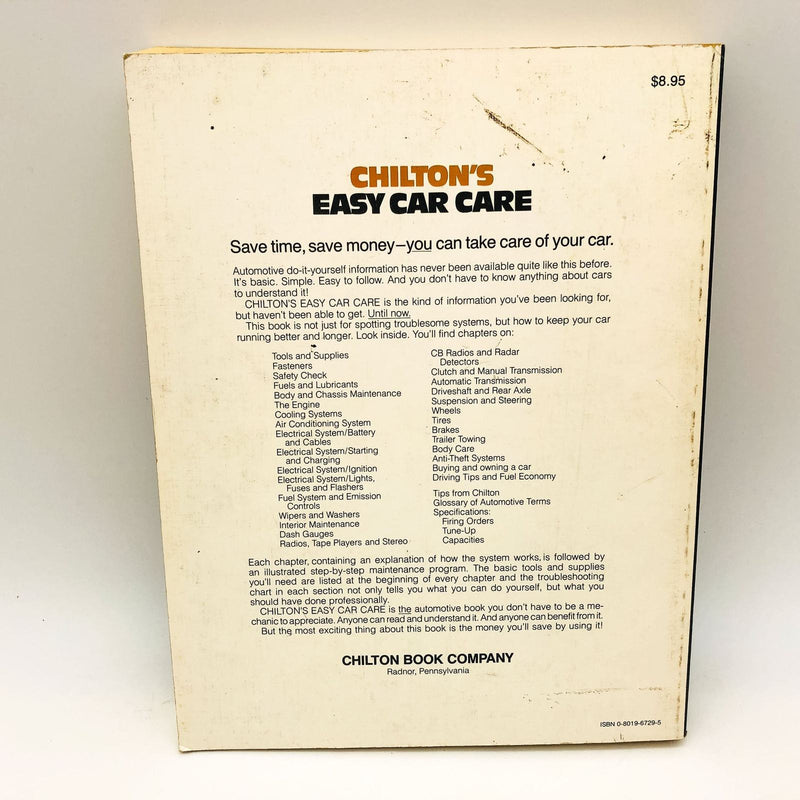 $8.95
CHILTON'S
EASY CAR CARE
Save time, save money—you can take care of your car.
Automotive do-it-yourself information has never been available quite like this before.
It's basic. Simple. Easy to follow. And you don't have to know anything about cars
to understand it!
CHILTON'S EASY CAR CARE is the kind of information you've been looking for,
but haven't been able to get. Until now.
This book is not just for spotting troublesome systems, but how to keep your car
running better and longer. Look inside. You'll find chapters on:
Tools and Supplies
Fasteners
Safety Check
Fuels and Lubricants
Body and Chassis Maintenance
The Engine
Cooling Systems
Air Conditioning System
Electrical System/Battery
and Cables
Electrical System/Starting
and Charging
Electrical System/Ignition
Electrical System/Lights,
Fuses and Flashers
Fuel System and Emission
Controls
Wipers and Washers
Interior Maintenance
Dash Gauges
Radios, Tape Players and Stereo
CB Radios and Radar
Detectors
Clutch and Manual Transmission
Automatic Transmission
Driveshaft and Rear Axle
Suspension and Steering
Wheels
Tires
Brakes
Trailer Towing
Body Care
Anti-Theft Systems
Buying and owning a car
Driving Tips and Fuel Economy
Tips from Chilton
Glossary of Automotive Terms
Specifications:
Firing Orders
Tune-Up
Capacities
Each chapter, containing an explanation of how the system works, is followed by
an illustrated step-by-step maintenance program. The basic tools and supplies
you'll need are listed at the beginning of every chapter and the troubleshooting
chart in each section not only tells you what you can do yourself, but what you
should have done professionally.
CHILTON'S EASY CAR CARE is the automotive book you don't have to be a me-
chanic to appreciate. Anyone can read and understand it. And anyone can benefit from it.
But the most exciting thing about this book is the money you'll save by using it!
CHILTON BOOK COMPANY
Radnor, Pennsylvania
ISBN 0-8019-6729-5